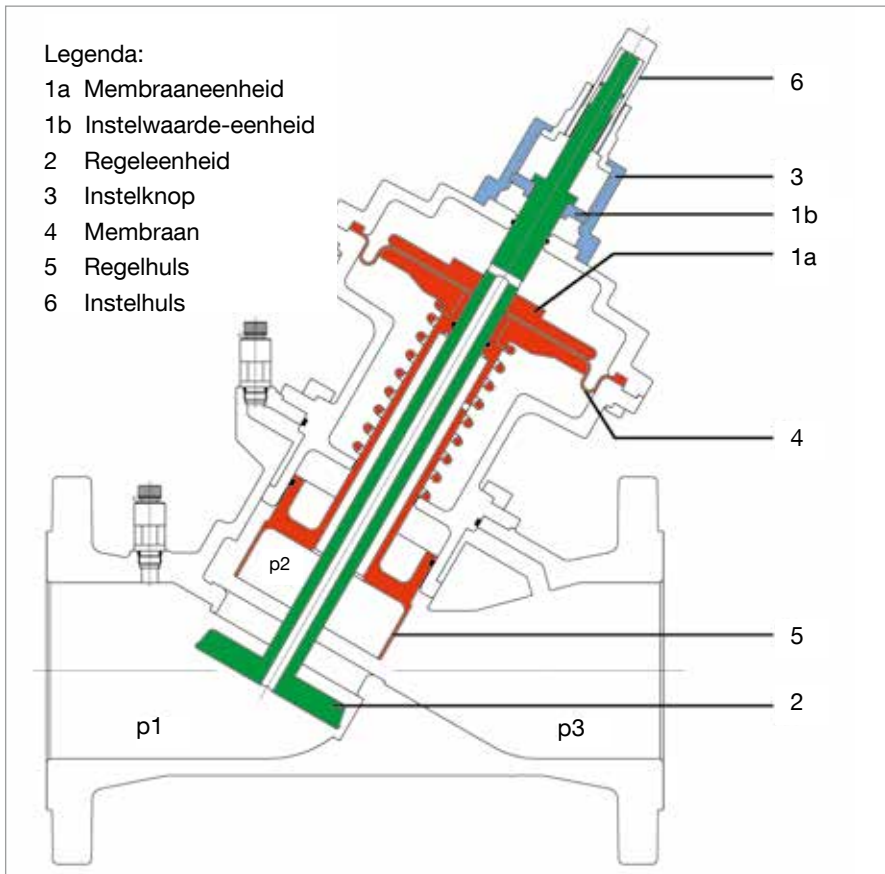 Legenda:
1a Membraaneenheid
1b Instelwaarde-eenheid
2 Regeleenheid
3 Instelknop
4 Membraan
5 Regelhuls
6 Instelhuls
6
3
1b
1a
4
p2
5
2
p1
p3